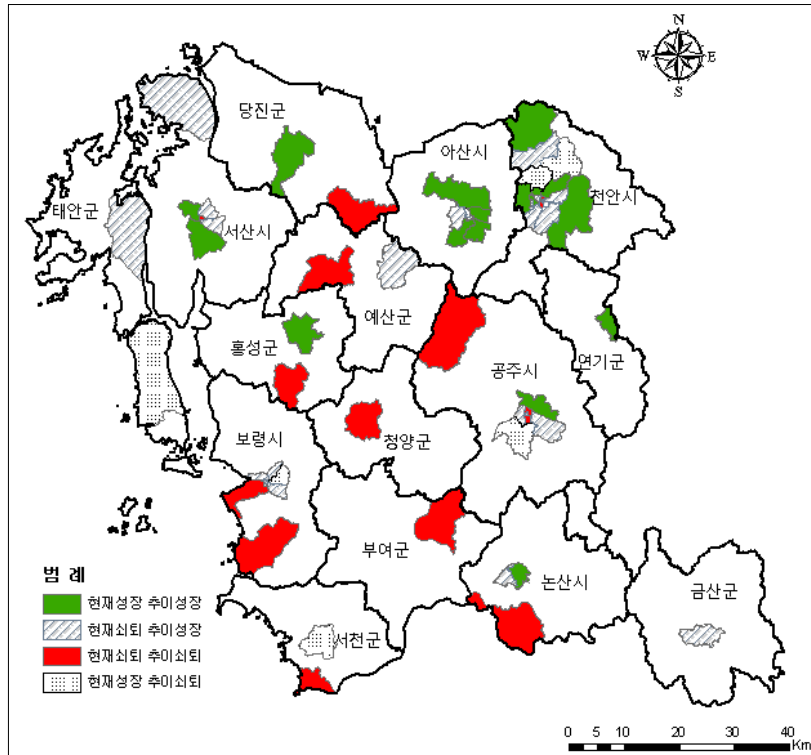 N
W E
S
당진군
아산시
천안시
태안군
서산시
예산군
홍성군
연기군
공주시
청양군
보령시
부여군
논산시
금산군
서천군
범 례
현재성장 추미성장
현재쇠퇴 추미성장
현재쇠퇴 추미쇠퇴
현재성장 추미쇠퇴
0 5 10 20 30 40
Km